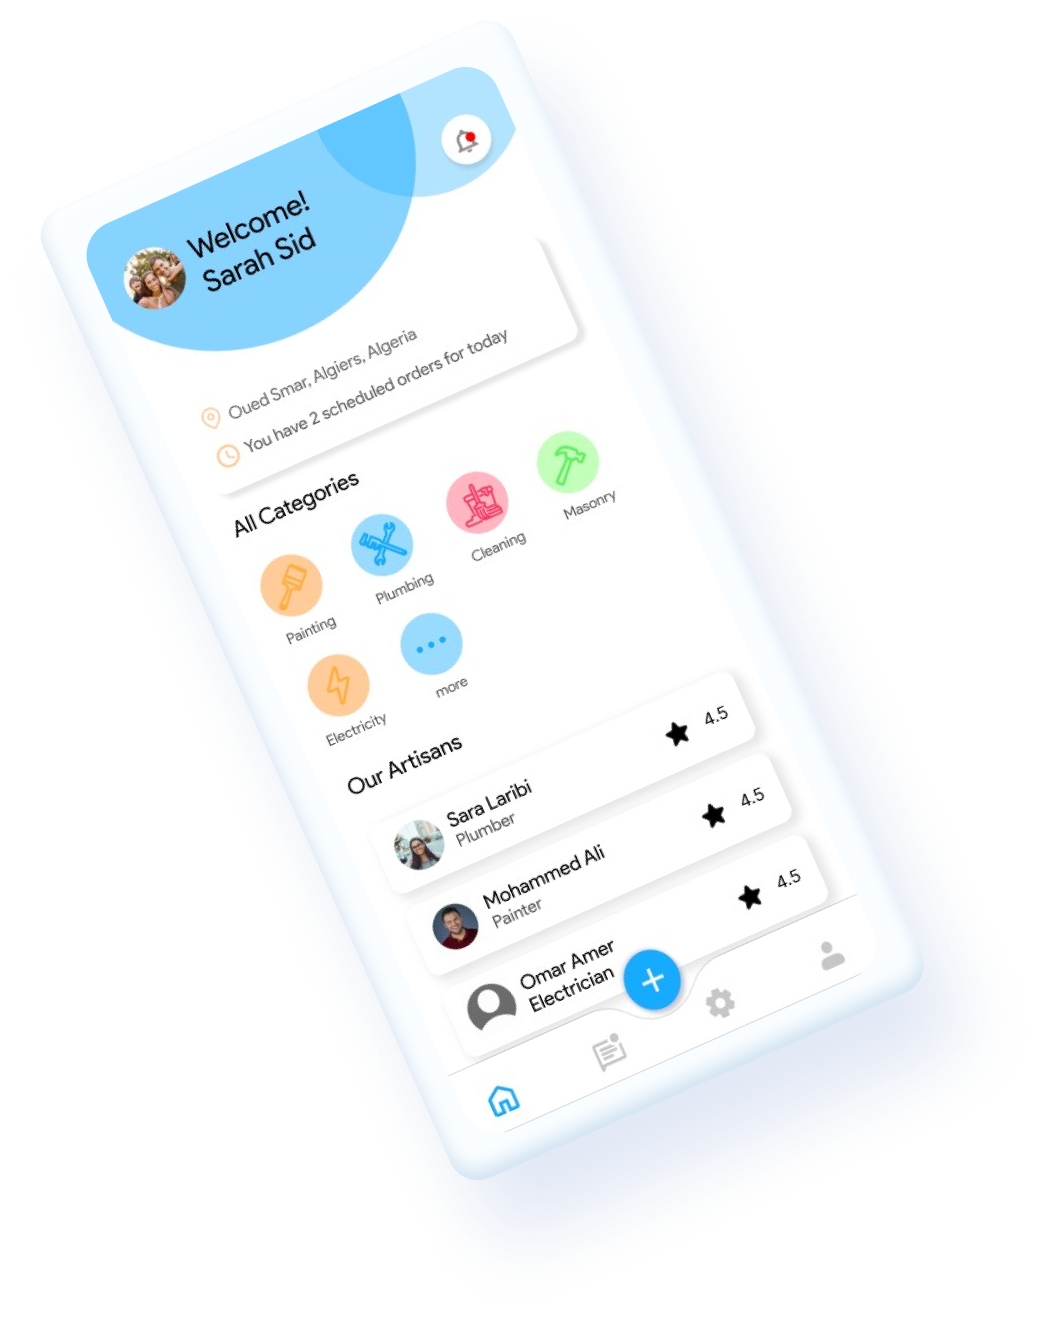 Welcome!
Sarah Sid
Oued Smar, Algiers, Algeria
You have 2 scheduled orders for today
All Categories
Painting
Plumbing
Cleaning
Masonry
Electricity
more
Our Artisans
Sara Laribi
Plumber
4.5
Mohammed Ali
Painter
4.5
Omar Amer
Electrician
4.5